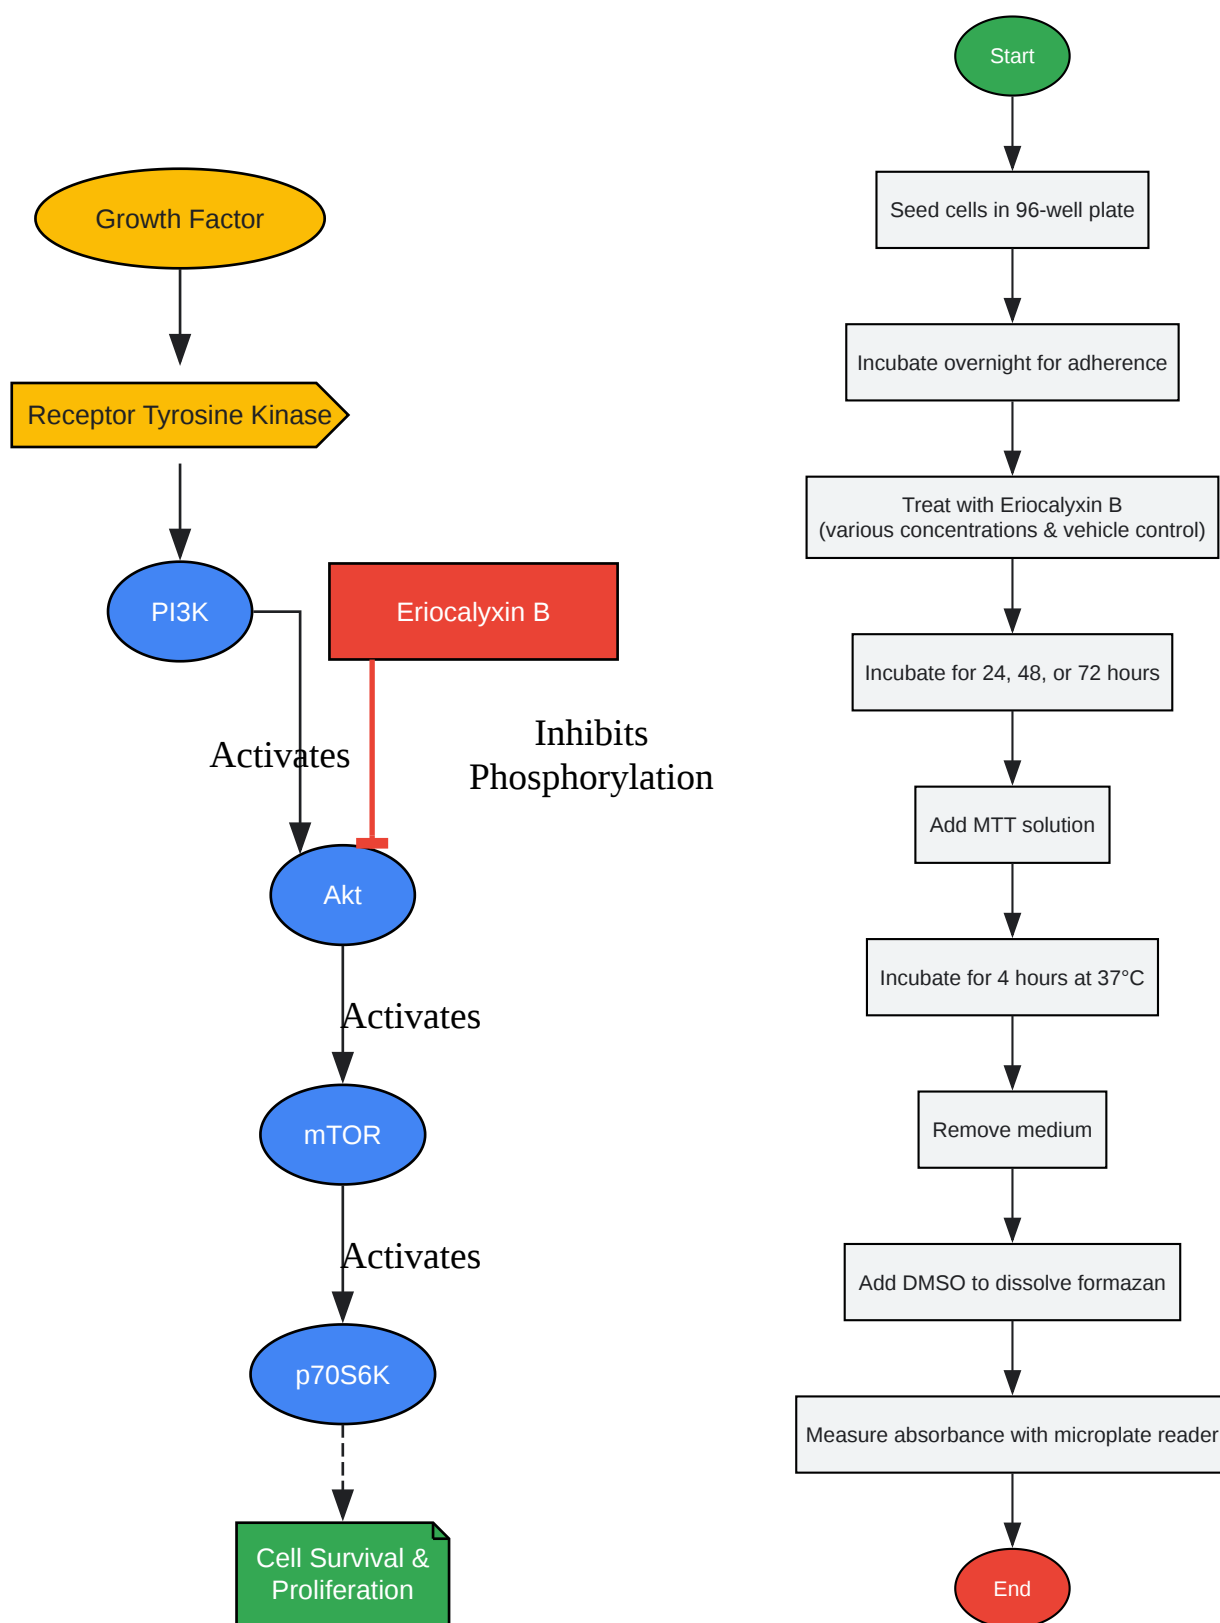 Growth Factor
Receptor Tyrosine Kinase
PI3K
Eriocalyxin B
Activates
Inhibits
Phosphorylation
Akt
Activates
mTOR
Activates
p70S6K
Cell Survival &
Proliferation
Start
Seed cells in 96-well plate
Incubate overnight for adherence
Treat with Eriocalyxin B
(various concentrations & vehicle control)
Incubate for 24, 48, or 72 hours
Add MTT solution
Incubate for 4 hours at 37°C
Remove medium
Add DMSO to dissolve formazan
Measure absorbance with microplate reader
End